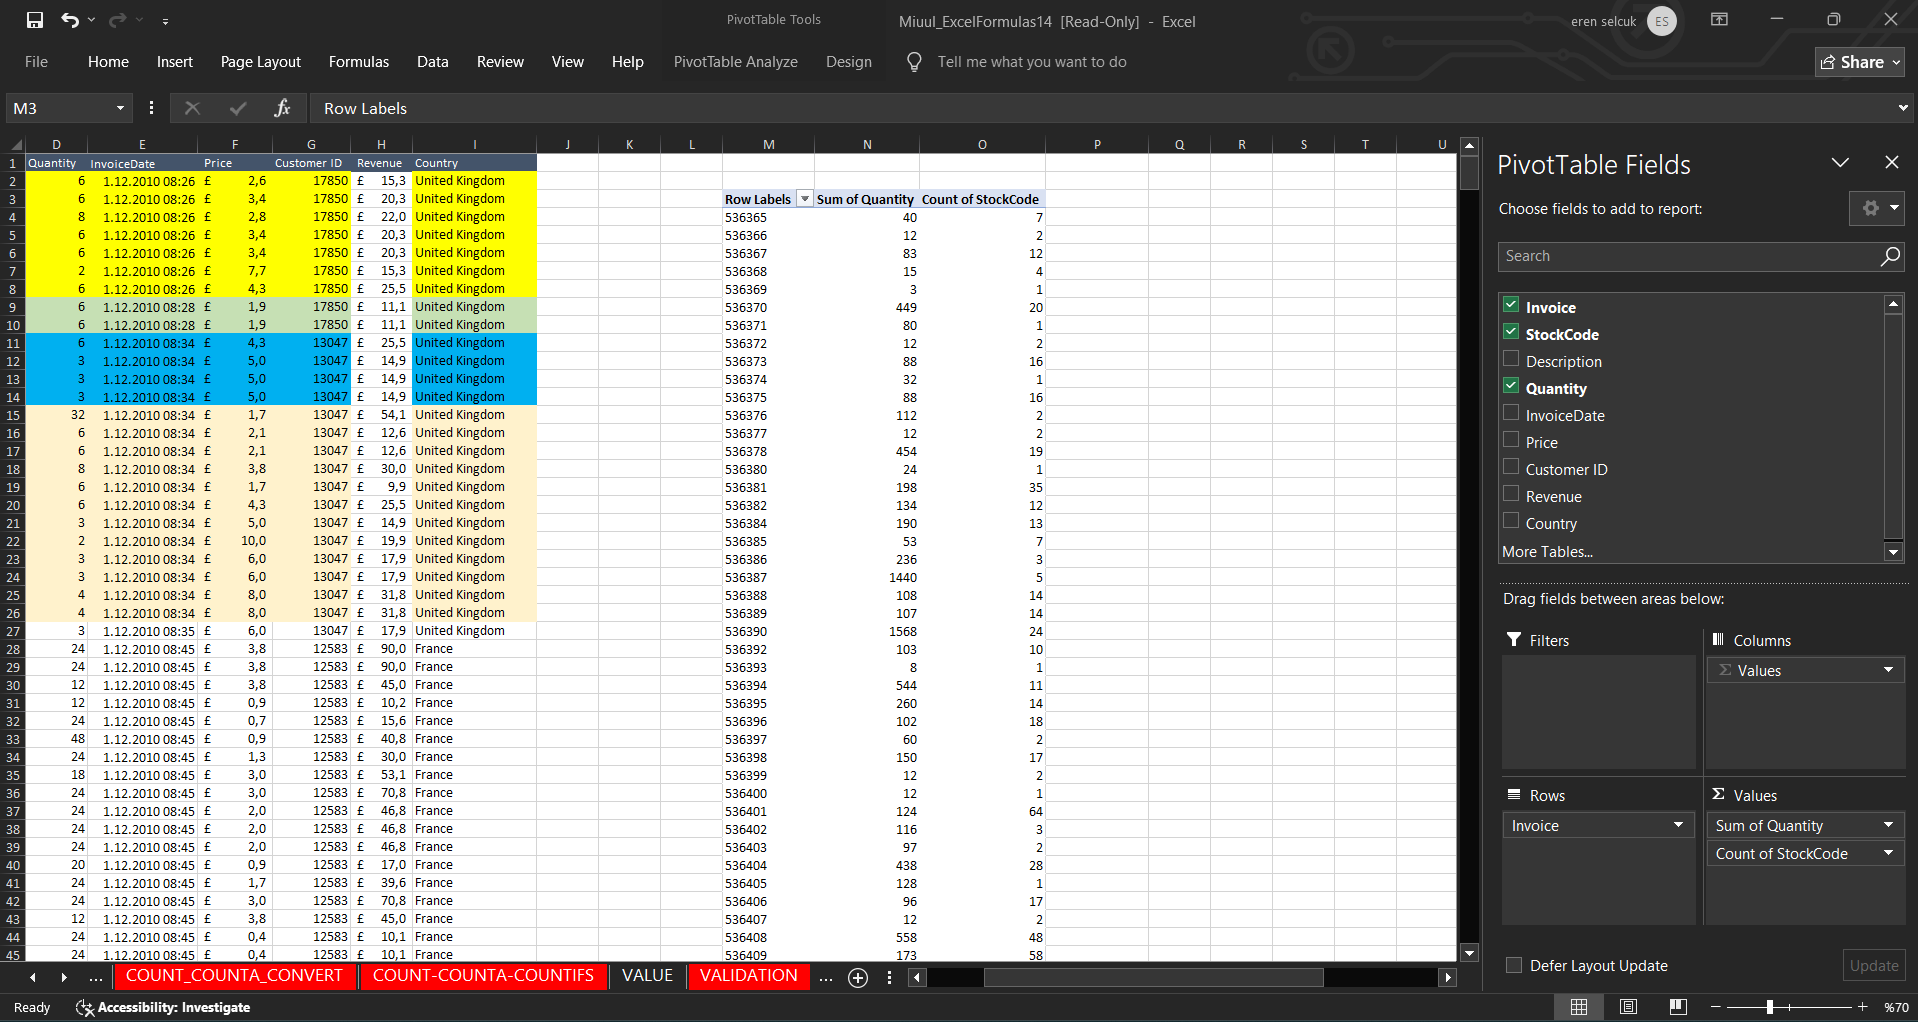 PivotTable Tools
Miuul_ExcelFormulas14 [Read-Only] - Excel
eren selcuk
ES
File Home Insert Page Layout Formulas Data Review View Help PivotTable Analyze Design Tell me what you want to do Share
M3 fx Row Labels
D E F G H I J K L M N O P Q R S T U
1 Quantity InvoiceDate Price Customer ID Revenue Country
2 6 1.12.2010 08:26 £ 2,6 17850 £ 15,3 United Kingdom
3 6 1.12.2010 08:26 £ 3,4 17850 £ 20,3 United Kingdom Row Labels Sum of Quantity Count of StockCode
4 8 1.12.2010 08:26 £ 2,8 17850 £ 22,0 United Kingdom 536365 40 7
5 6 1.12.2010 08:26 £ 3,4 17850 £ 20,3 United Kingdom 536366 12 2
6 6 1.12.2010 08:26 £ 3,4 17850 £ 20,3 United Kingdom 536367 83 12
7 2 1.12.2010 08:26 £ 7,7 17850 £ 15,3 United Kingdom 536368 15 4
8 6 1.12.2010 08:26 £ 4,3 17850 £ 25,5 United Kingdom 536369 3 1
9 6 1.12.2010 08:28 £ 1,9 17850 £ 11,1 United Kingdom 536370 449 20
10 6 1.12.2010 08:28 £ 1,9 17850 £ 11,1 United Kingdom 536371 80 1
11 6 1.12.2010 08:34 £ 4,3 13047 £ 25,5 United Kingdom 536372 12 2
12 3 1.12.2010 08:34 £ 5,0 13047 £ 14,9 United Kingdom 536373 88 16
13 3 1.12.2010 08:34 £ 5,0 13047 £ 14,9 United Kingdom 536374 32 1
14 3 1.12.2010 08:34 £ 5,0 13047 £ 14,9 United Kingdom 536375 88 16
15 32 1.12.2010 08:34 £ 1,7 13047 £ 54,1 United Kingdom 536376 112 2
16 6 1.12.2010 08:34 £ 2,1 13047 £ 12,6 United Kingdom 536377 12 2
17 6 1.12.2010 08:34 £ 2,1 13047 £ 12,6 United Kingdom 536378 454 19
18 8 1.12.2010 08:34 £ 3,8 13047 £ 30,0 United Kingdom 536380 24 1
19 6 1.12.2010 08:34 £ 1,7 13047 £ 9,9 United Kingdom 536381 198 35
20 6 1.12.2010 08:34 £ 4,3 13047 £ 25,5 United Kingdom 536382 134 12
21 3 1.12.2010 08:34 £ 5,0 13047 £ 14,9 United Kingdom 536384 190 13
22 2 1.12.2010 08:34 £ 10,0 13047 £ 19,9 United Kingdom 536385 53 7
23 3 1.12.2010 08:34 £ 6,0 13047 £ 17,9 United Kingdom 536386 236 3
24 3 1.12.2010 08:34 £ 6,0 13047 £ 17,9 United Kingdom 536387 1440 5
25 4 1.12.2010 08:34 £ 8,0 13047 £ 31,8 United Kingdom 536388 108 14
26 4 1.12.2010 08:34 £ 8,0 13047 £ 31,8 United Kingdom 536389 107 14
27 3 1.12.2010 08:35 £ 6,0 13047 £ 17,9 United Kingdom 536390 1568 24
28 24 1.12.2010 08:45 £ 3,8 12583 £ 90,0 France 536392 103 10
29 24 1.12.2010 08:45 £ 3,8 12583 £ 90,0 France 536393 8 1
30 12 1.12.2010 08:45 £ 3,8 12583 £ 45,0 France 536394 544 11
31 12 1.12.2010 08:45 £ 0,9 12583 £ 10,2 France 536395 260 14
32 24 1.12.2010 08:45 £ 0,7 12583 £ 15,6 France 536396 102 18
33 48 1.12.2010 08:45 £ 0,9 12583 £ 40,8 France 536397 60 2
34 24 1.12.2010 08:45 £ 1,3 12583 £ 30,0 France 536398 150 17
35 18 1.12.2010 08:45 £ 3,0 12583 £ 53,1 France 536399 12 2
36 24 1.12.2010 08:45 £ 3,0 12583 £ 70,8 France 536400 12 1
37 24 1.12.2010 08:45 £ 2,0 12583 £ 46,8 France 536401 124 64
38 24 1.12.2010 08:45 £ 2,0 12583 £ 46,8 France 536402 116 3
39 24 1.12.2010 08:45 £ 2,0 12583 £ 46,8 France 536403 97 2
40 20 1.12.2010 08:45 £ 0,9 12583 £ 17,0 France 536404 438 28
41 24 1.12.2010 08:45 £ 1,7 12583 £ 39,6 France 536405 128 1
42 24 1.12.2010 08:45 £ 3,0 12583 £ 70,8 France 536406 96 17
43 12 1.12.2010 08:45 £ 3,8 12583 £ 45,0 France 536407 12 2
44 24 1.12.2010 08:45 £ 0,4 12583 £ 10,1 France 536408 558 48
45 24 1.12.2010 08:45 £ 0,4 12583 £ 10,1 France 536409 173 58
... COUNT_COUNTA_CONVERT COUNT-COUNTA-COUNTIFS VALUE VALIDATION ...
PivotTable Fields
Choose fields to add to report:
Search
Invoice
StockCode
Description
Quantity
InvoiceDate
Price
Customer ID
Revenue
Country
More Tables...
Drag fields between areas below:
Filters
Columns
Σ Values
Rows
Invoice
Σ Values
Sum of Quantity
Count of StockCode
Defer Layout Update
Update
Ready Accessibility: Investigate
%70